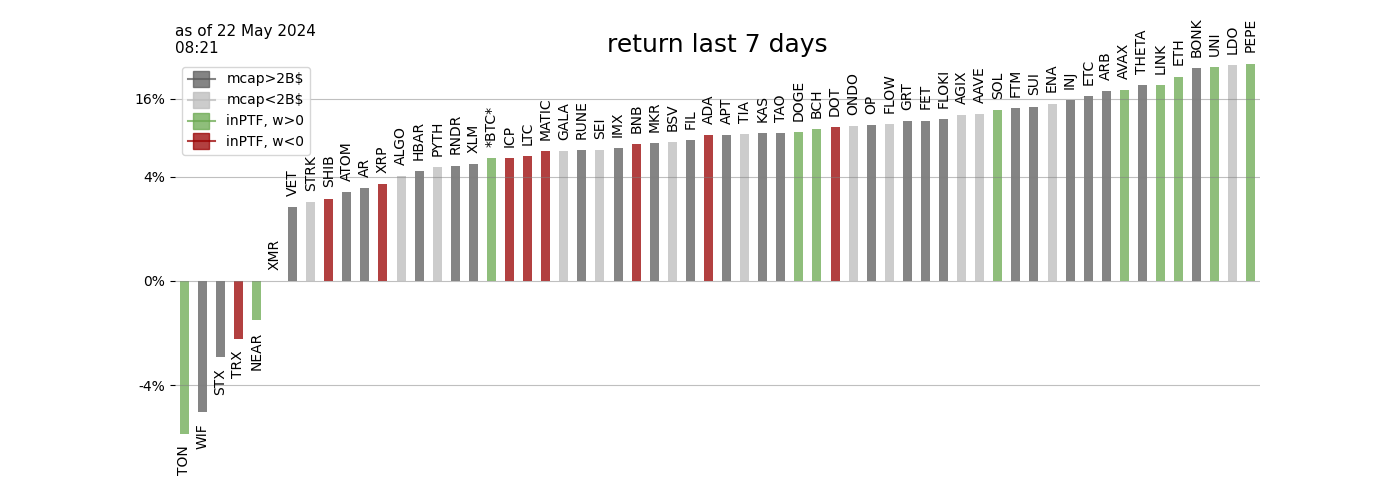 as of 22 May 2024
08:21
return last 7 days
mcap>2B$
mcap<2B$
inPTF, w>0
inPTF, w<0
16%
4%
0%
-4%
TON
WIF
STX
TRX
NEAR
XMR
VET
STRK
SHIB
ATOM
AR
XRP
ALGO
HBAR
PYTH
RNDR
XLM
*BTC*
ICP
LTC
MATIC
GALA
RUNE
SEI
IMX
BNB
MKR
BSV
FIL
ADA
APT
TIA
KAS
TAO
DOGE
BCH
DOT
ONDO
OP
FLOW
GRT
FET
FLOKI
AGIX
AAVE
SOL
FTM
SUI
ENA
INJ
ETC
ARB
AVAX
THETA
LINK
ETH
BONK
UNI
LDO
PEPE